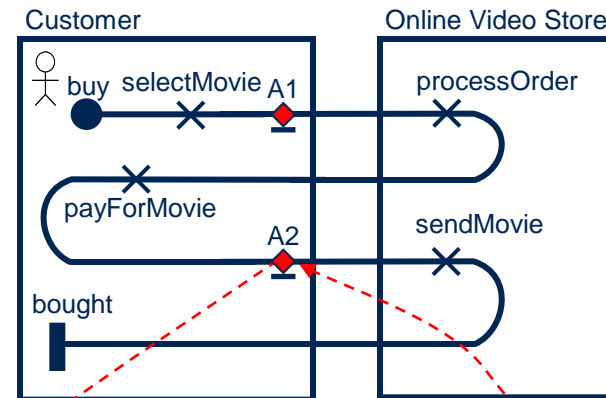 Customer
Online Video Store
buy
selectMovie
A1
processOrder
payForMovie
A2
sendMovie
bought